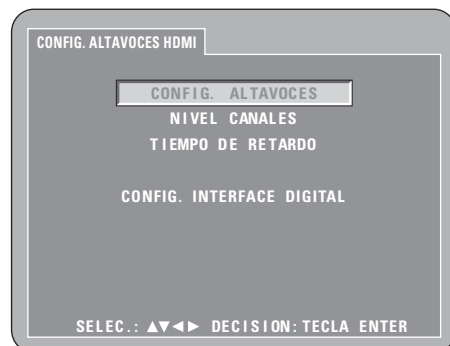 CONFIG. ALTAVOCES HDMI
CONFIG. ALTAVOCES
NIVEL CANALES
TIEMPO DE RETARDO
CONFIG. INTERFACE DIGITAL
SELEC.: ▲▼◄► DECISION: TECLA ENTER